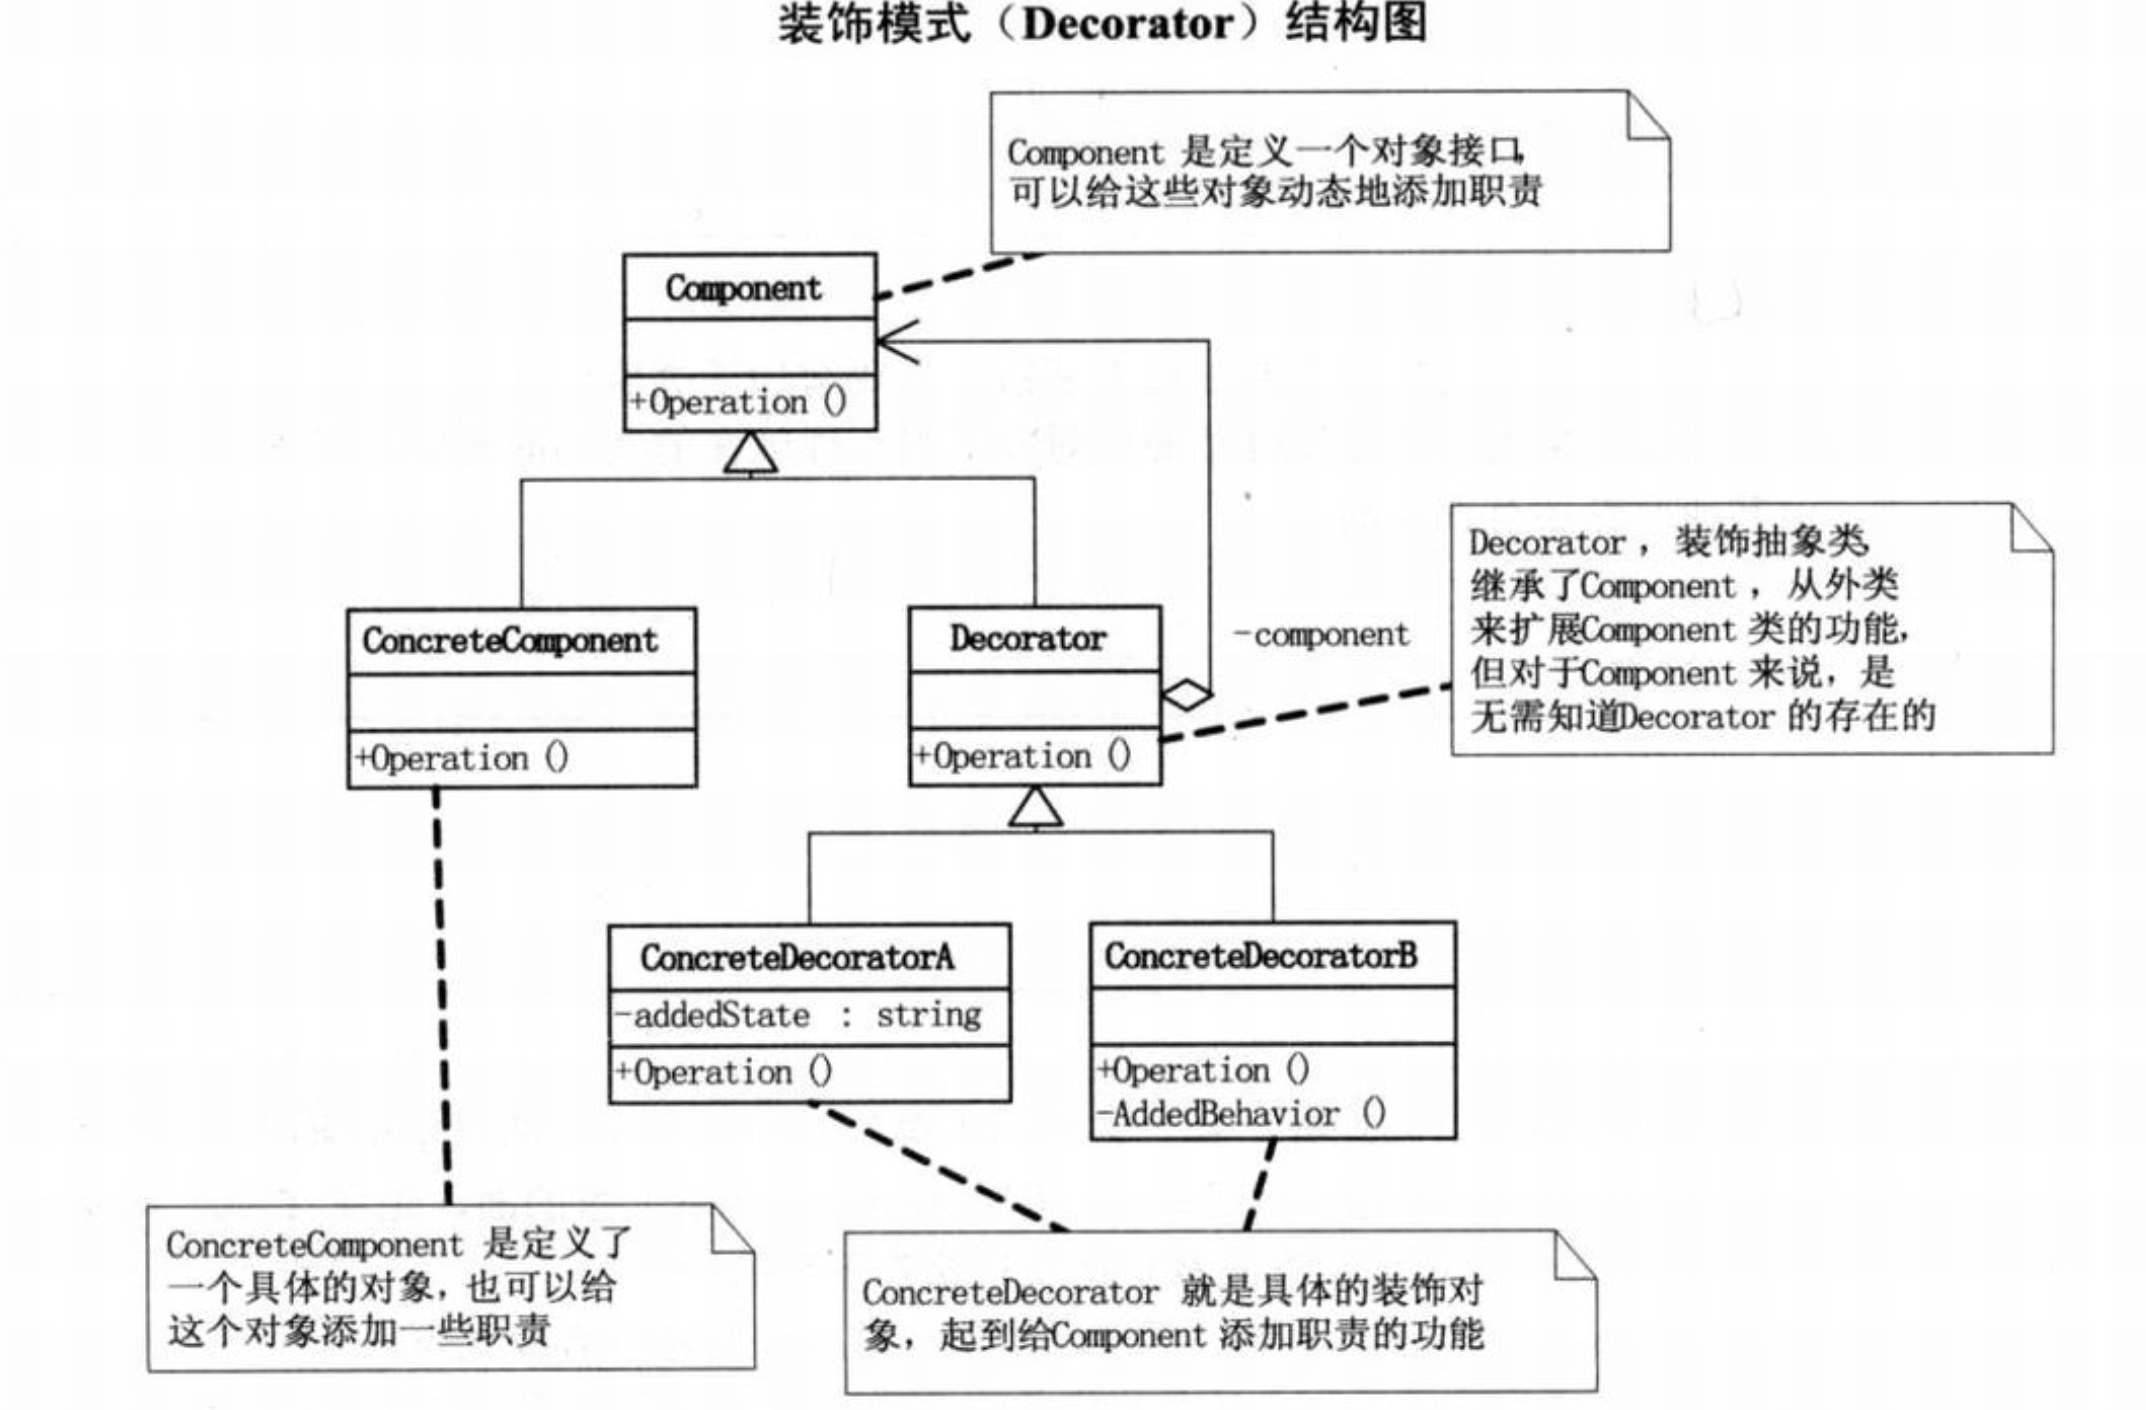 装饰模式（Decorator）结构图
Component 是定义一个对象接口，
可以给这些对象动态地添加职责
Component
+Operation ()
Decorator ，装饰抽象类，
继承了Component ，从外类
来扩展Component 类的功能，
但对于Component 来说，是
无需知道Decorator 的存在的
-component
ConcreteComponent
+Operation ()
Decorator
+Operation ()
ConcreteDecoratorA
-addedState : string
+Operation ()
ConcreteDecoratorB
+Operation ()
-AddedBehavior ()
ConcreteComponent 是定义了
一个具体的对象，也可以给
这个对象添加一些职责
ConcreteDecorator 就是具体的装饰对
象，起到给Component 添加职责的功能